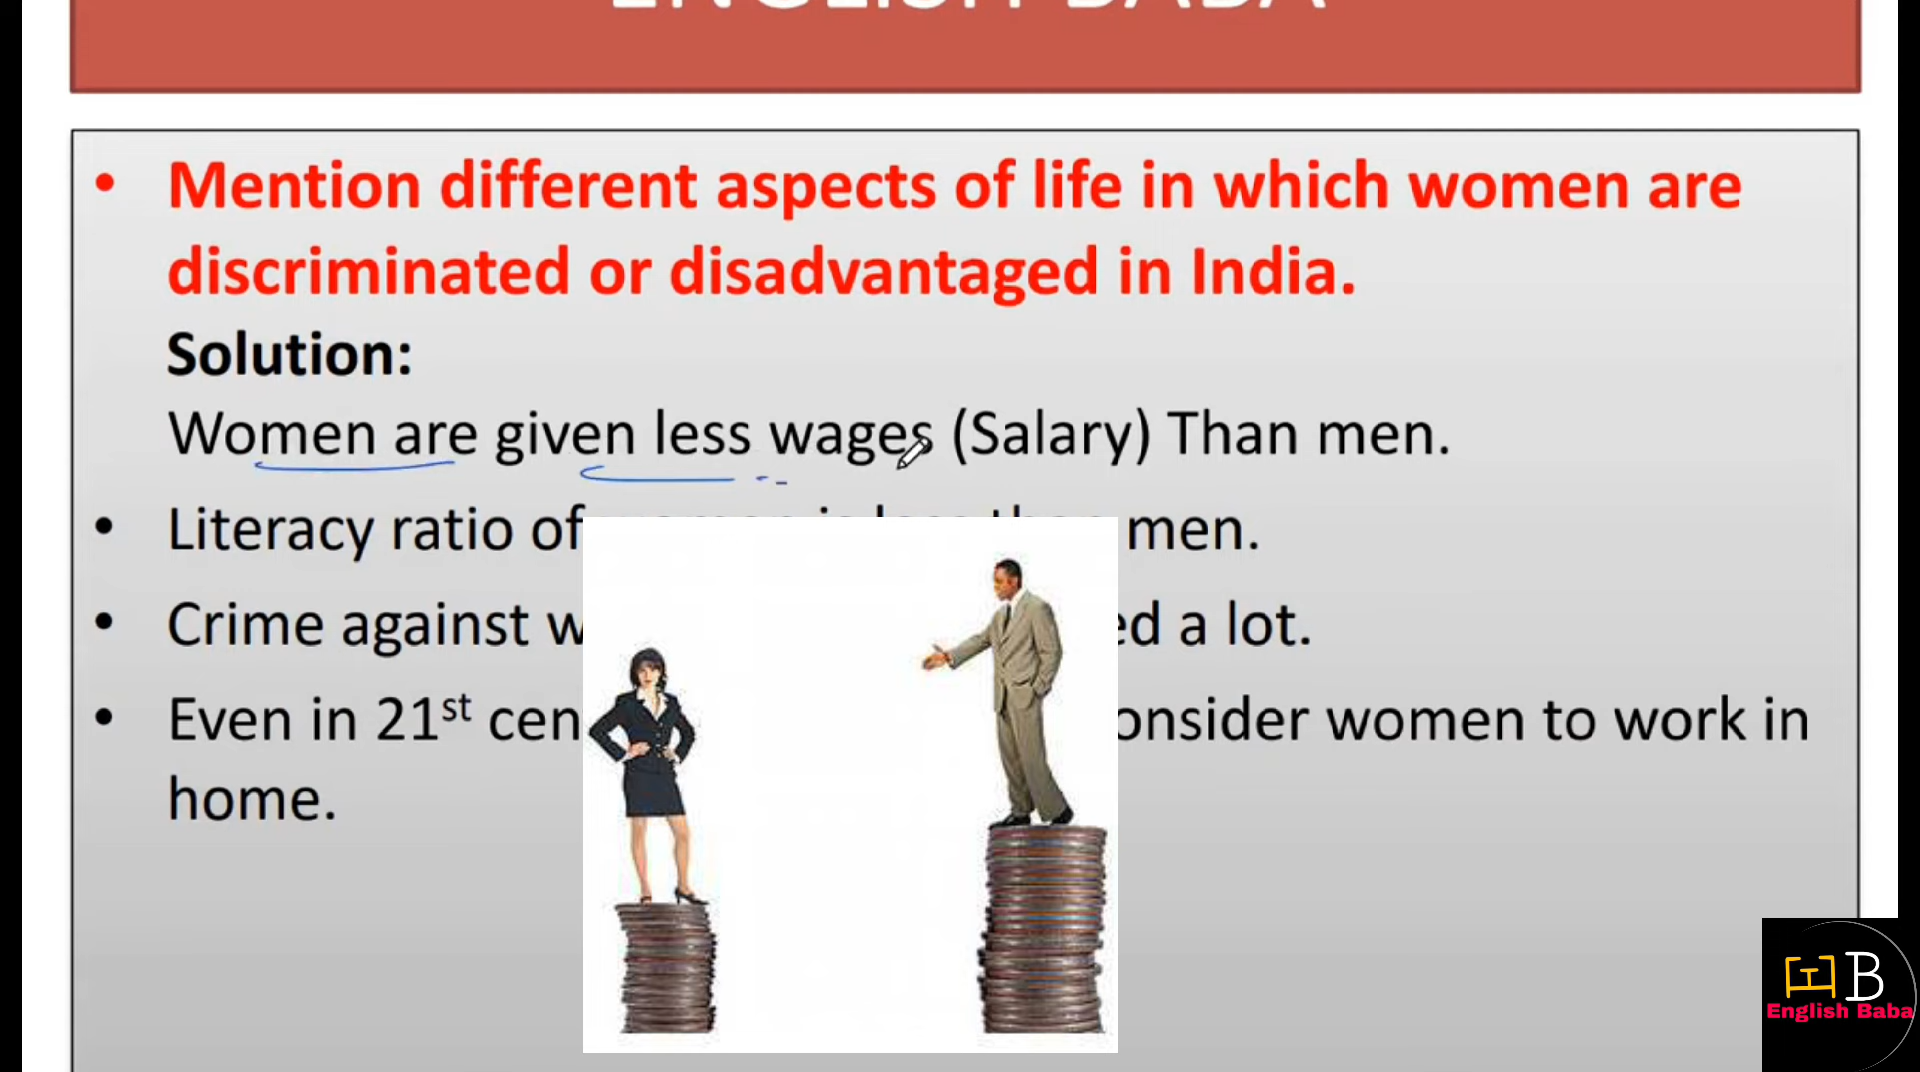 ENGLISH BABA
• Mention different aspects of life in which women are
discriminated or disadvantaged in India.
Solution:
Women are given less wages (Salary) Than men.
• Literacy ratio of men.
• Crime against a lot.
• Even in 21st women to work in
home.
B
English Baba